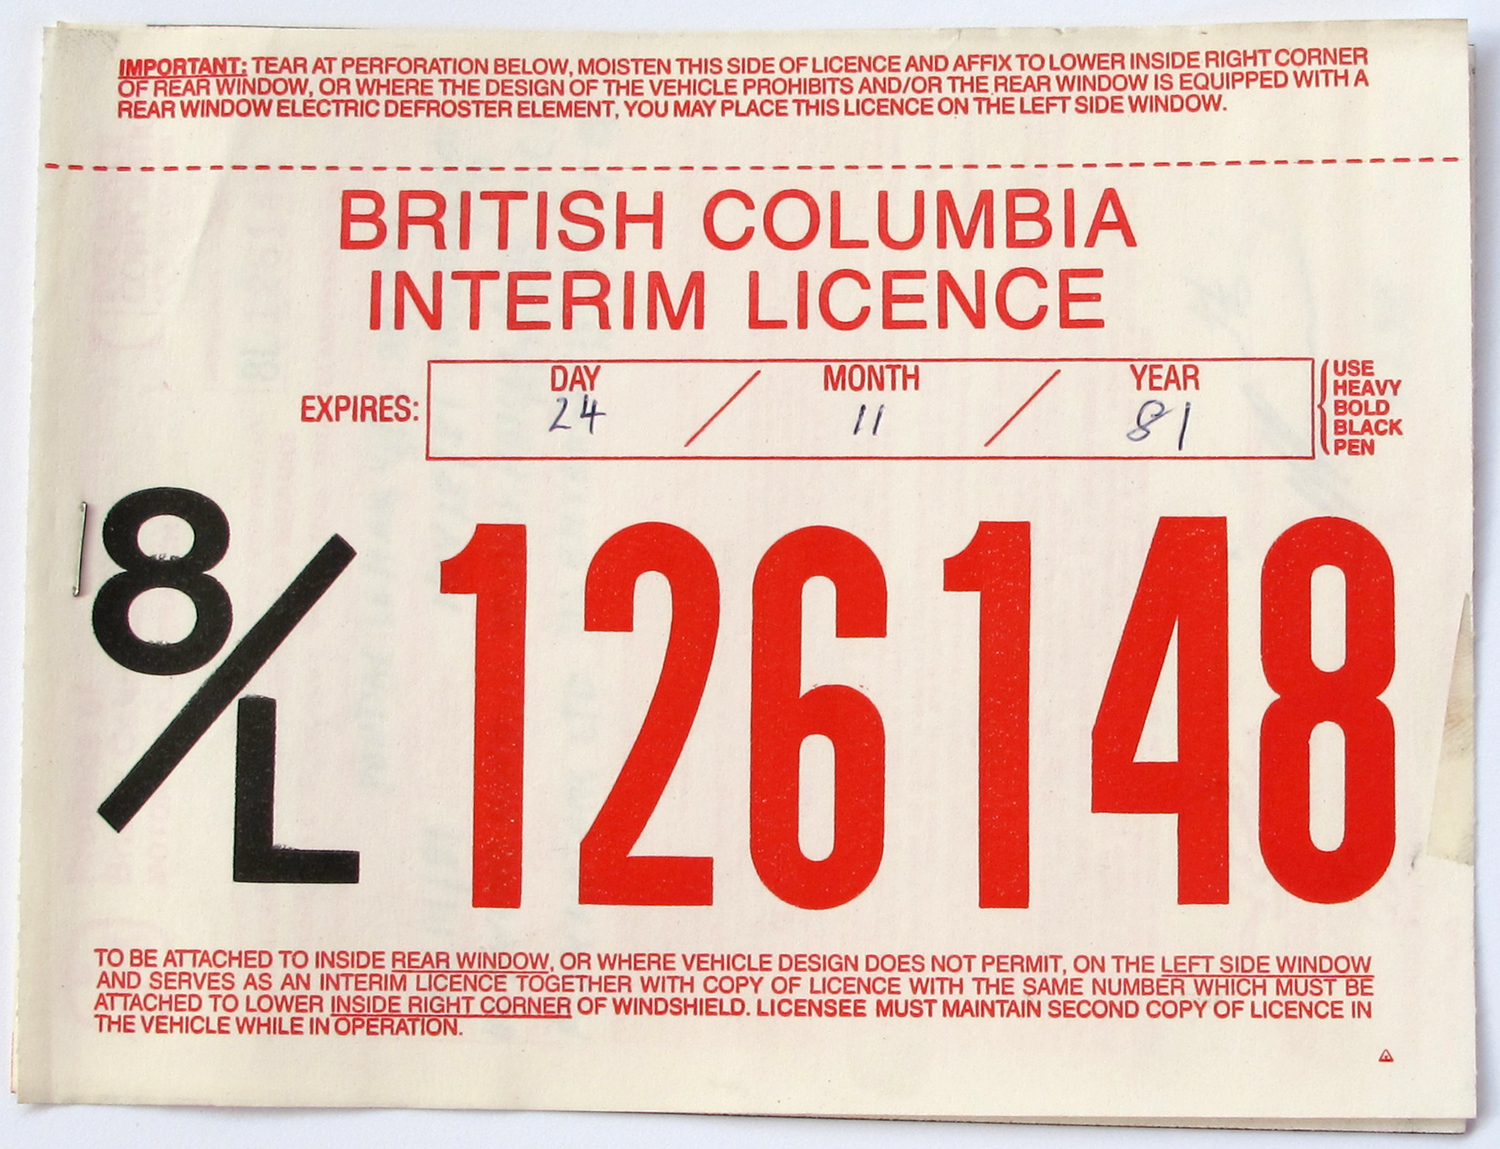 IMPORTANT: TEAR AT PERFORATION BELOW, MOISTEN THIS SIDE OF LICENCE AND AFFIX TO LOWER INSIDE RIGHT CORNER
OF REAR WINDOW, OR WHERE THE DESIGN OF THE VEHICLE PROHIBITS AND/OR THE REAR WINDOW IS EQUIPPED WITH A
REAR WINDOW ELECTRIC DEFROSTER ELEMENT, YOU MAY PLACE THIS LICENCE ON THE LEFT SIDE WINDOW.
BRITISH COLUMBIA
INTERIM LICENCE
EXPIRES:
DAY / MONTH / YEAR
24 11 81
USE
HEAVY
BOLD
BLACK
PEN
8/L 126148
TO BE ATTACHED TO INSIDE REAR WINDOW, OR WHERE VEHICLE DESIGN DOES NOT PERMIT, ON THE LEFT SIDE WINDOW
AND SERVES AS AN INTERIM LICENCE TOGETHER WITH COPY OF LICENCE WITH THE SAME NUMBER WHICH MUST BE
ATTACHED TO LOWER INSIDE RIGHT CORNER OF WINDSHIELD. LICENSEE MUST MAINTAIN SECOND COPY OF LICENCE IN
THE VEHICLE WHILE IN OPERATION.